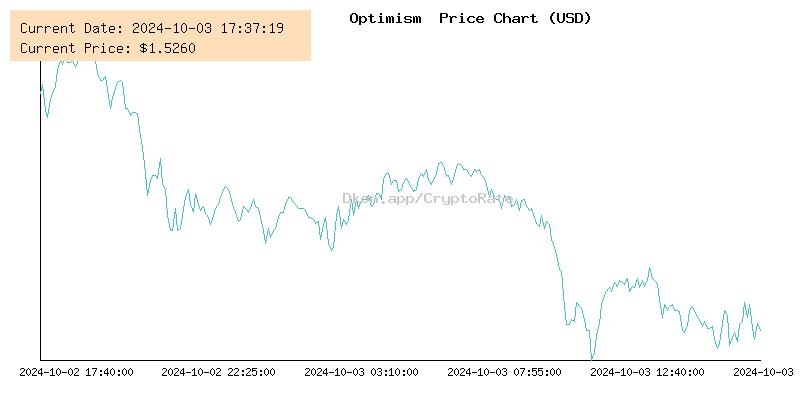 Optimism  Price Chart (USD)
Current Date: 2024-10-03 17:37:19
Current Price: $1.5260
Dken.app/CryptoRate
2024-10-02 17:40:00 2024-10-02 22:25:00 2024-10-03 03:10:00 2024-10-03 07:55:00 2024-10-03 12:40:00 2024-10-03